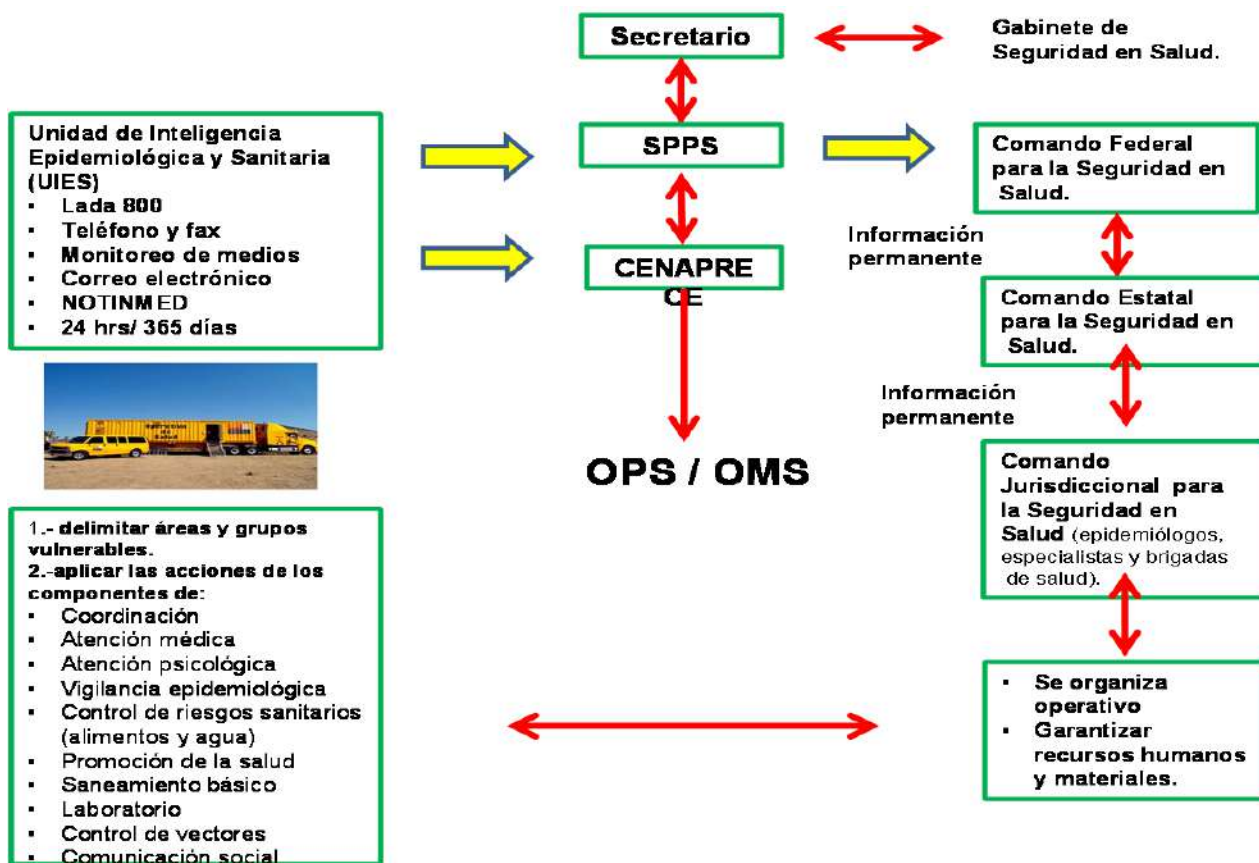 Secretario
Gabinete de
Seguridad en Salud.
Unidad de Inteligencia
Epidemiológica y Sanitaria
(UIES)
▪ Lada 800
▪ Teléfono y fax
▪ Monitoreo de medios
▪ Correo electrónico
▪ NOTINMED
▪ 24 hrs/ 365 días
SPPS
CENAPRE
CE
OPS / OMS
Comando Federal
para la Seguridad en
Salud.
Información
permanente
Comando Estatal
para la Seguridad en
Salud.
Información
permanente
Comando
Jurisdiccional para
la Seguridad en
Salud (epidemiólogos,
especialistas y brigadas
de salud).
▪ Se organiza
operativo
▪ Garantizar
recursos humanos
y materiales.
1.- delimitar áreas y grupos
vulnerables.
2.-aplicar las acciones de los
componentes de:
▪ Coordinación
▪ Atención médica
▪ Atención psicológica
▪ Vigilancia epidemiológica
▪ Control de riesgos sanitarios
(alimentos y agua)
▪ Promoción de la salud
▪ Saneamiento básico
▪ Laboratorio
▪ Control de vectores
▪ Comunicación social